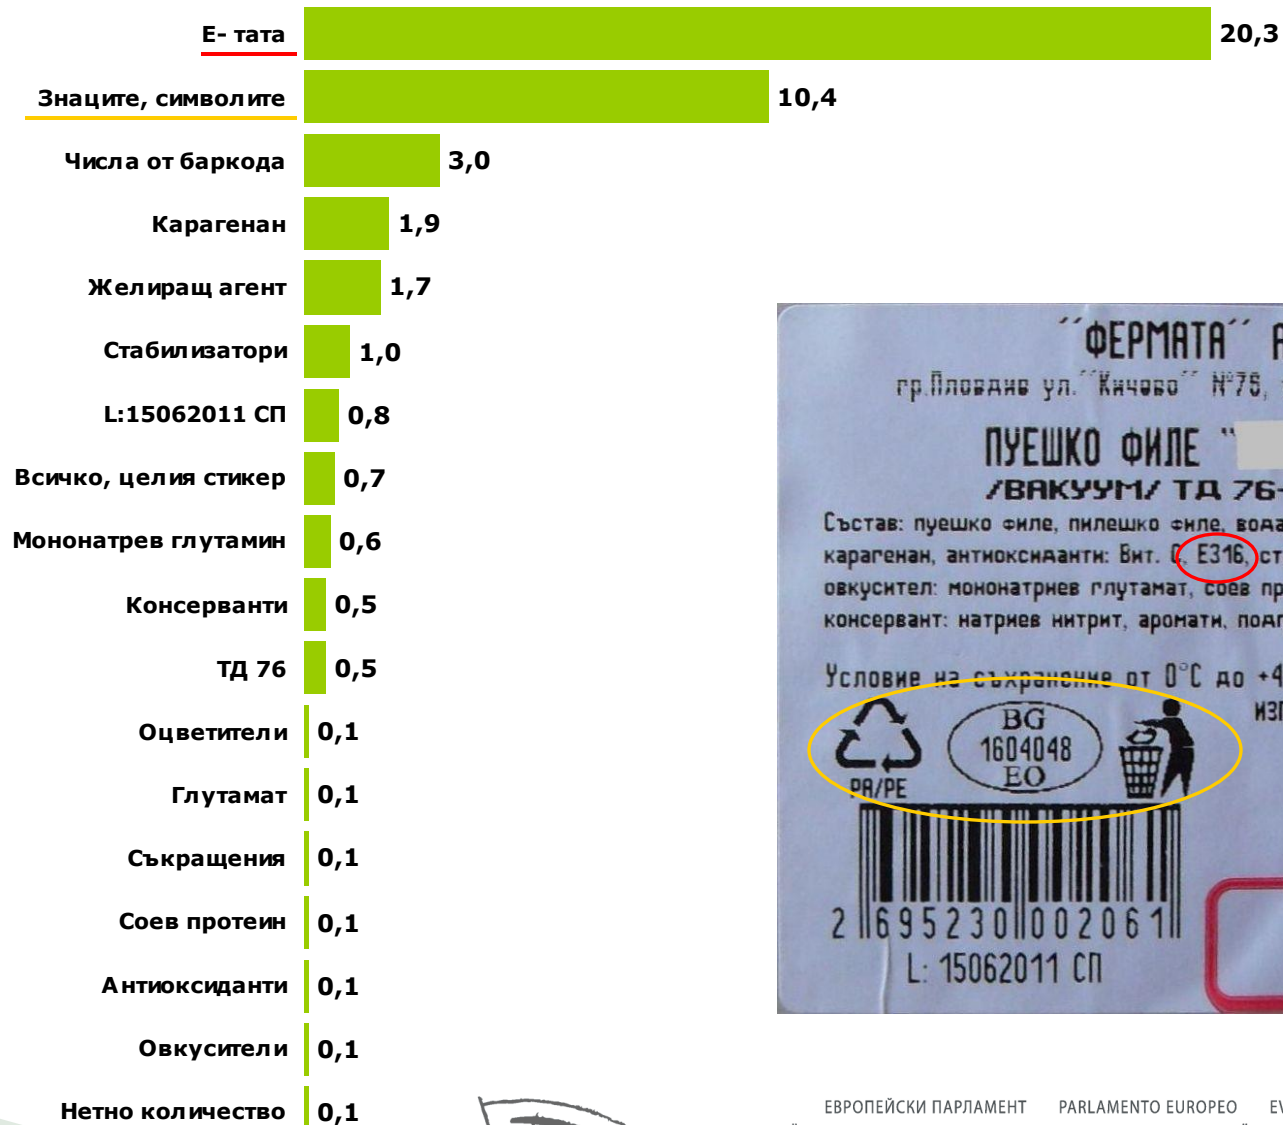 Е- тата 20,3
Знаците, символите 10,4
Числа от баркода 3,0
Карагенан 1,9
Желиращ агент 1,7
Стабилизатори 1,0
L:15062011 СП 0,8
Всичко, целия стикер 0,7
Мононатрев глутамин 0,6
Консерванти 0,5
ТД 76 0,5
Оцветители 0,1
Глутамат 0,1
Съкращения 0,1
Соев протеин 0,1
Антиоксиданти 0,1
Овкусители 0,1
Нетно количество 0,1
´´ФЕРМАТА´´
гр.Пловдив ул.´´Кичево´´ №75,
ПУЕШКО ФИЛЕ "
/ВАКУУМ/ ТД 76-
Състав: пуешко филе, пилешко филе, вода
карагенан, антиоксиданти: Вит. C, E316, ст
овкусител: мононатриев глутамат, соев пр
консервант: натриев нитрит, аромати, подп
Условие на съхранение от 0°C до +4
изп
BG
1604048
EO
PA/PE
2 695230 002061
L: 15062011 СП
ЕВРОПЕЙСКИ ПАРЛАМЕНТ PARLAMENTO EUROPEO